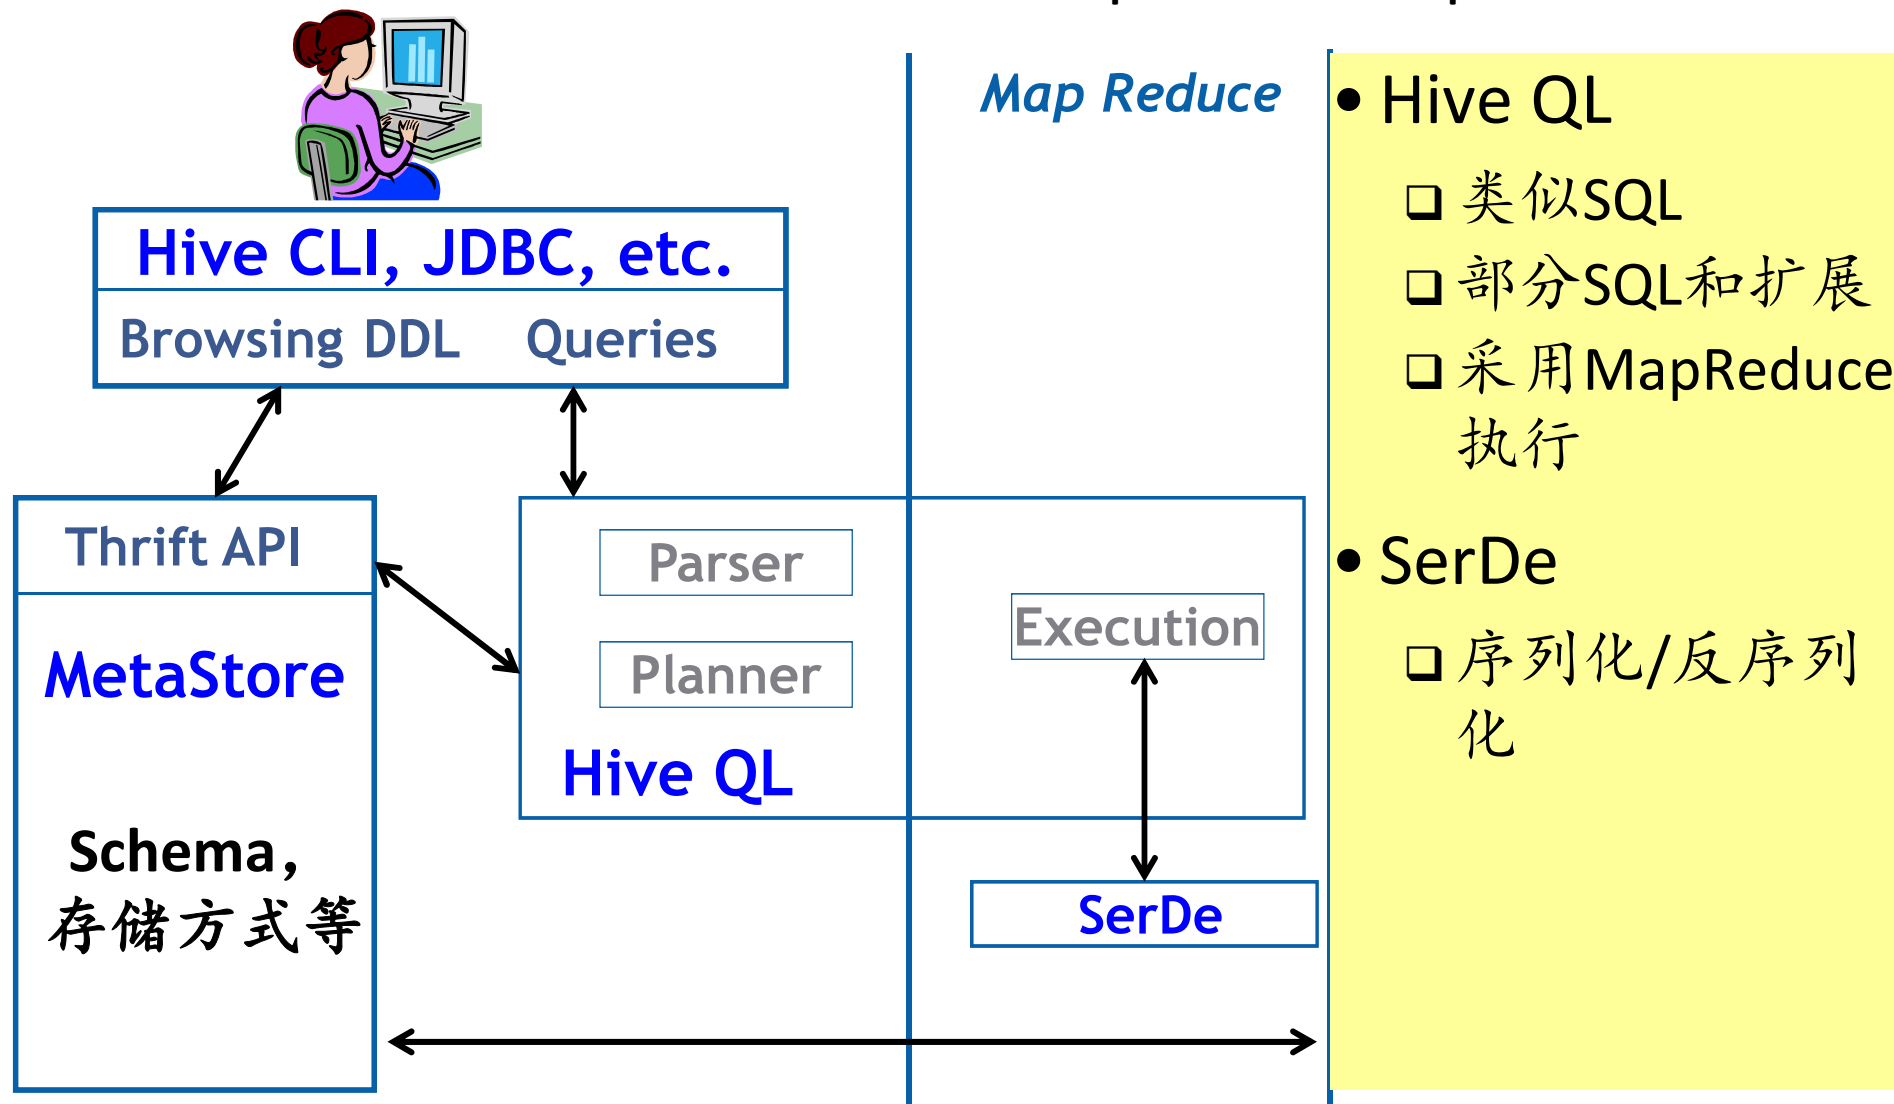 Map Reduce
Hive CLI, JDBC, etc.
Browsing DDL Queries
Thrift API
MetaStore
Schema,
存储方式等
Parser
Planner
Hive QL
Execution
SerDe
• Hive QL
❑ 类似SQL
❑ 部分SQL和扩展
❑ 采用MapReduce
执行
• SerDe
❑ 序列化/反序列
化